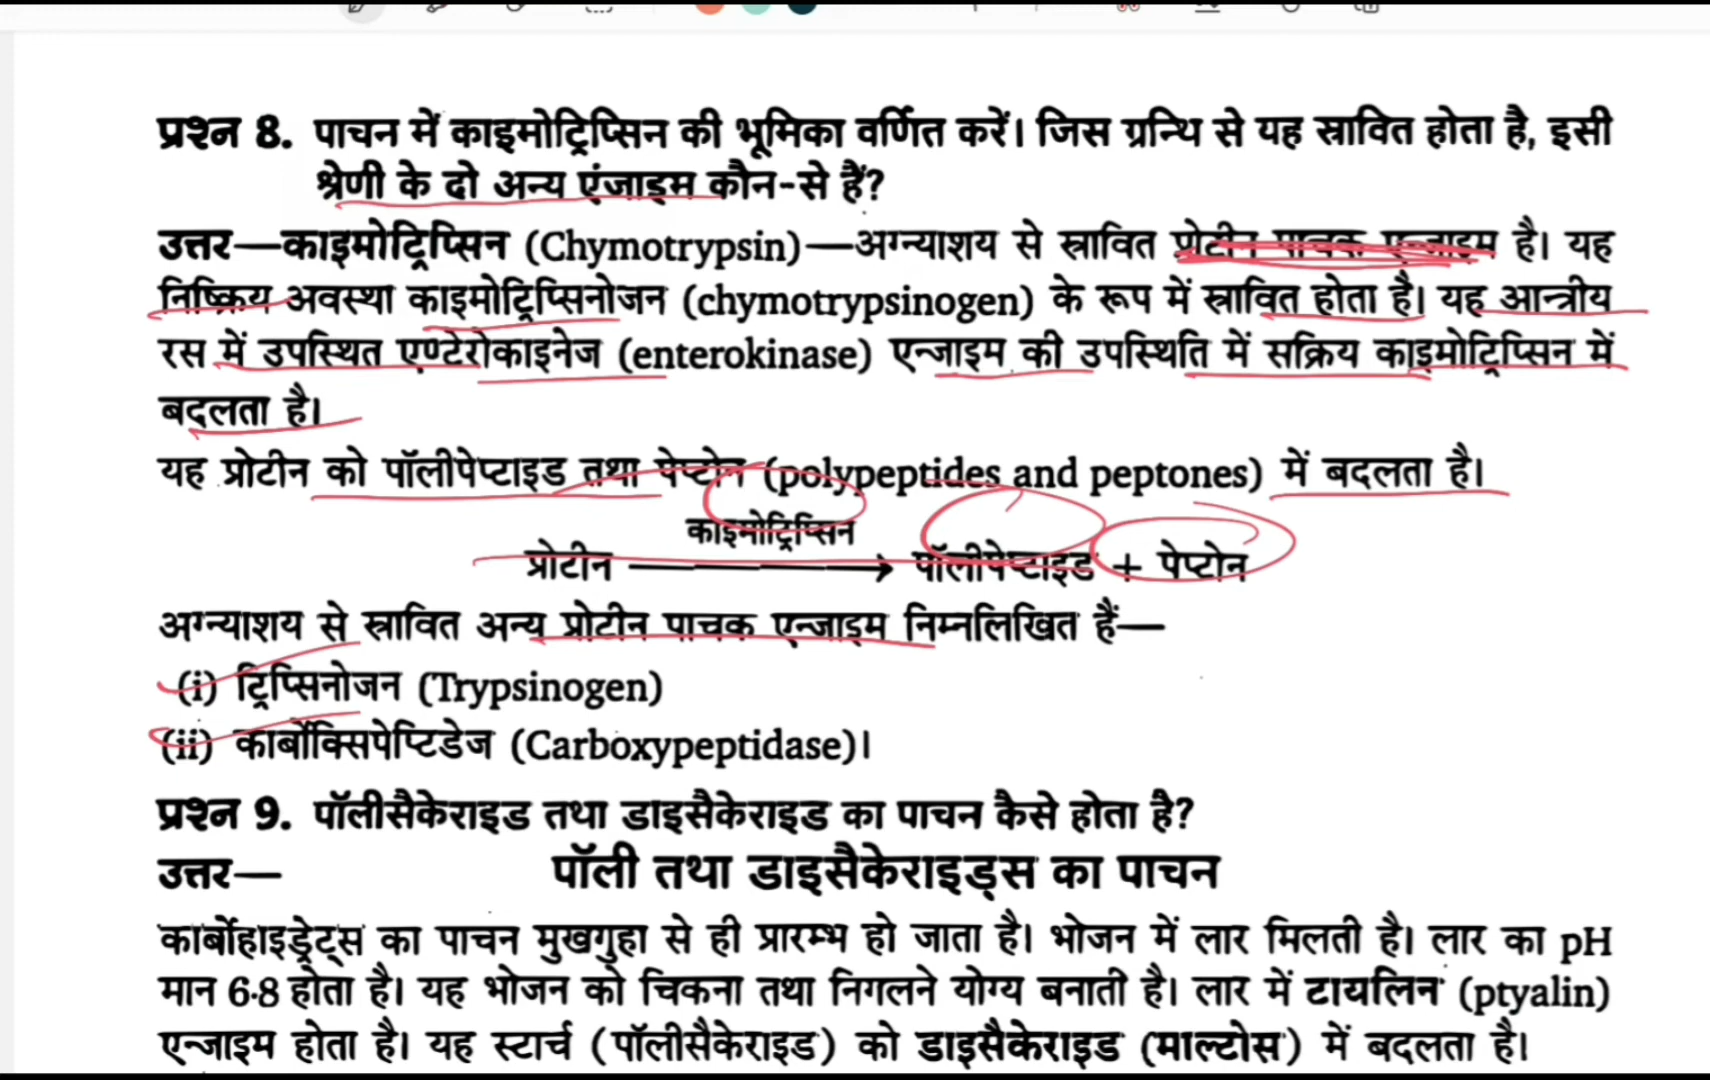 प्रश्न 8. पाचन में काइमोट्रिप्सिन की भूमिका वर्णित करें। जिस ग्रन्थि से यह स्रावित होता है, इसी
श्रेणी के दो अन्य एंजाइम कौन-से हैं?
उत्तर—काइमोट्रिप्सिन (Chymotrypsin)—अग्न्याशय से स्रावित प्रोटीन पाचक एन्जाइम है। यह
निष्क्रिय अवस्था काइमोट्रिप्सिनोजन (chymotrypsinogen) के रूप में स्रावित होता है। यह आन्त्रीय
रस में उपस्थित एण्टेरोकाइनेज (enterokinase) एन्जाइम की उपस्थिति में सक्रिय काइमोट्रिप्सिन में
बदलता है।
यह प्रोटीन को पॉलीपेप्टाइड तथा पेप्टोन (polypeptides and peptones) में बदलता है।
काइमोट्रिप्सिन
प्रोटीन ⟶ पॉलीपेप्टाइड + पेप्टोन
अग्न्याशय से स्रावित अन्य प्रोटीन पाचक एन्जाइम निम्नलिखित हैं—
(i) ट्रिप्सिनोजन (Trypsinogen)
(ii) कार्बोक्सिपेप्टिडेज (Carboxypeptidase)।
प्रश्न 9. पॉलीसैकेराइड तथा डाइसैकेराइड का पाचन कैसे होता है?
उत्तर— पॉली तथा डाइसैकेराइड्स का पाचन
कार्बोहाइड्रेट्स का पाचन मुखगुहा से ही प्रारम्भ हो जाता है। भोजन में लार मिलती है। लार का pH
मान 6·8 होता है। यह भोजन को चिकना तथा निगलने योग्य बनाती है। लार में टायलिन (ptyalin)
एन्जाइम होता है। यह स्टार्च (पॉलीसैकेराइड) को डाइसैकेराइड (माल्टोस) में बदलता है।